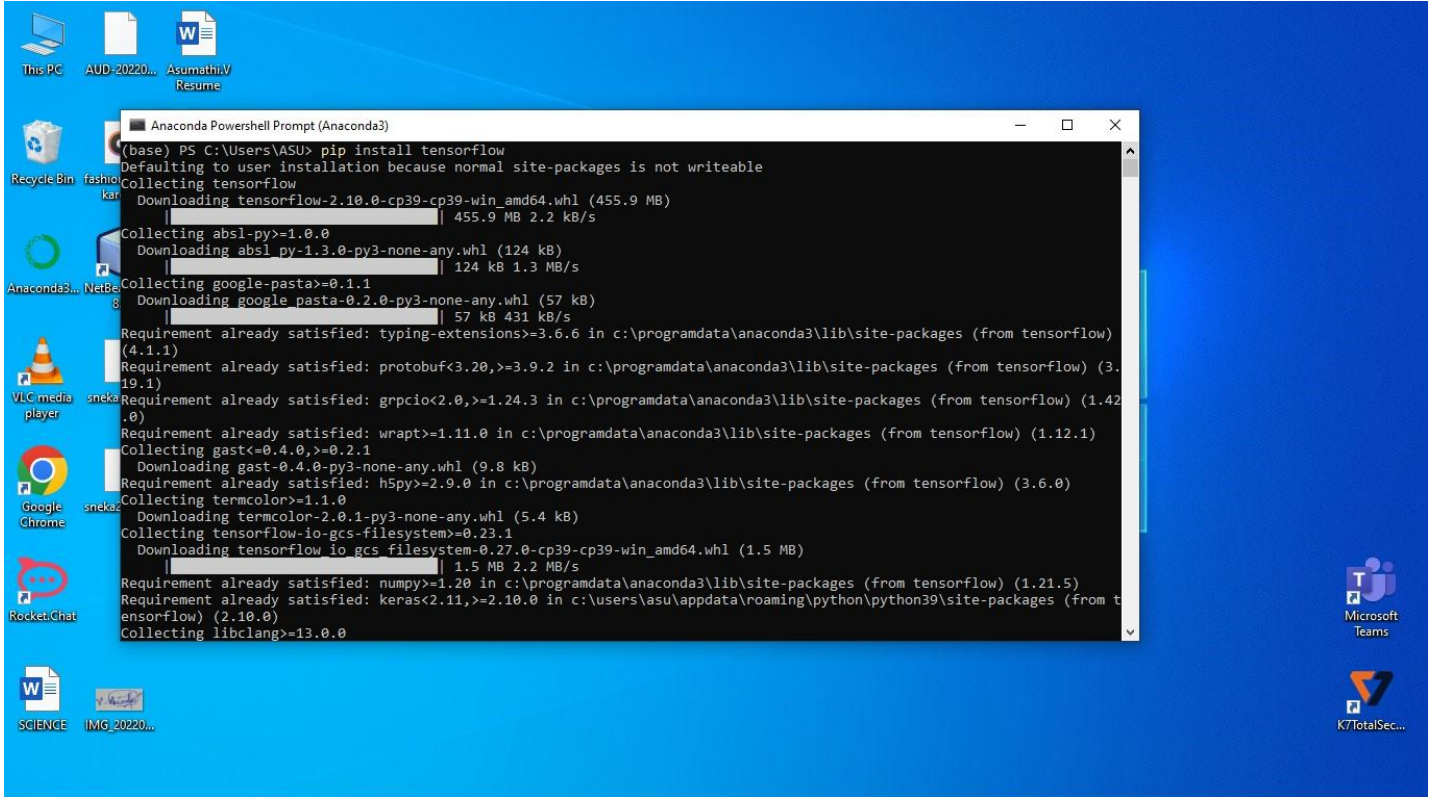 This PC
AUD-20220...
Asumathi.V
Resume
Anaconda Powershell Prompt (Anaconda3)
(base) PS C:\Users\ASU> pip install tensorflow
Defaulting to user installation because normal site-packages is not writeable
Collecting tensorflow
Downloading tensorflow-2.10.0-cp39-cp39-win_amd64.whl (455.9 MB)
| | 455.9 MB 2.2 kB/s
Collecting absl-py>=1.0.0
Downloading absl_py-1.3.0-py3-none-any.whl (124 kB)
| | 124 kB 1.3 MB/s
Collecting google-pasta>=0.1.1
Downloading google_pasta-0.2.0-py3-none-any.whl (57 kB)
| | 57 kB 431 kB/s
Requirement already satisfied: typing-extensions>=3.6.6 in c:\programdata\anaconda3\lib\site-packages (from tensorflow)
(4.1.1)
Requirement already satisfied: protobuf<3.20,>=3.9.2 in c:\programdata\anaconda3\lib\site-packages (from tensorflow) (3.
19.1)
Requirement already satisfied: grpcio<2.0,>=1.24.3 in c:\programdata\anaconda3\lib\site-packages (from tensorflow) (1.42
.0)
Requirement already satisfied: wrapt>=1.11.0 in c:\programdata\anaconda3\lib\site-packages (from tensorflow) (1.12.1)
Collecting gast<=0.4.0,>=0.2.1
Downloading gast-0.4.0-py3-none-any.whl (9.8 kB)
Requirement already satisfied: h5py>=2.9.0 in c:\programdata\anaconda3\lib\site-packages (from tensorflow) (3.6.0)
Collecting termcolor>=1.1.0
Downloading termcolor-2.0.1-py3-none-any.whl (5.4 kB)
Collecting tensorflow-io-gcs-filesystem>=0.23.1
Downloading tensorflow_io_gcs_filesystem-0.27.0-cp39-cp39-win_amd64.whl (1.5 MB)
| | 1.5 MB 2.2 MB/s
Requirement already satisfied: numpy>=1.20 in c:\programdata\anaconda3\lib\site-packages (from tensorflow) (1.21.5)
Requirement already satisfied: keras<2.11,>=2.10.0 in c:\users\asu\appdata\roaming\python\python39\site-packages (from t
ensorflow) (2.10.0)
Collecting libclang>=13.0.0
Recycle Bin
fashio
kar
Anaconda3...
NetBe
8.
VLC media
player
sneka
Google
Chrome
sneka2
Rocket.Chat
SCIENCE
IMG_20220...
Microsoft
Teams
K7TotalSec...